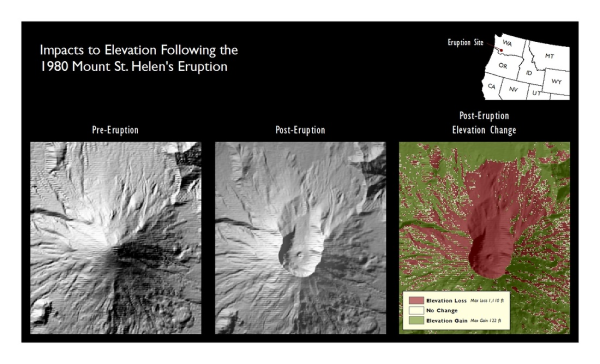 Impacts to Elevation Following the
1980 Mount St. Helen's Eruption
Eruption Site
WA
MT
OR
ID
WY
CA
NV
UT
Pre-Eruption
Post-Eruption
Post-Eruption
Elevation Change
Elevation Loss Max Loss 1,110 ft
No Change
Elevation Gain Max Gain 122 ft